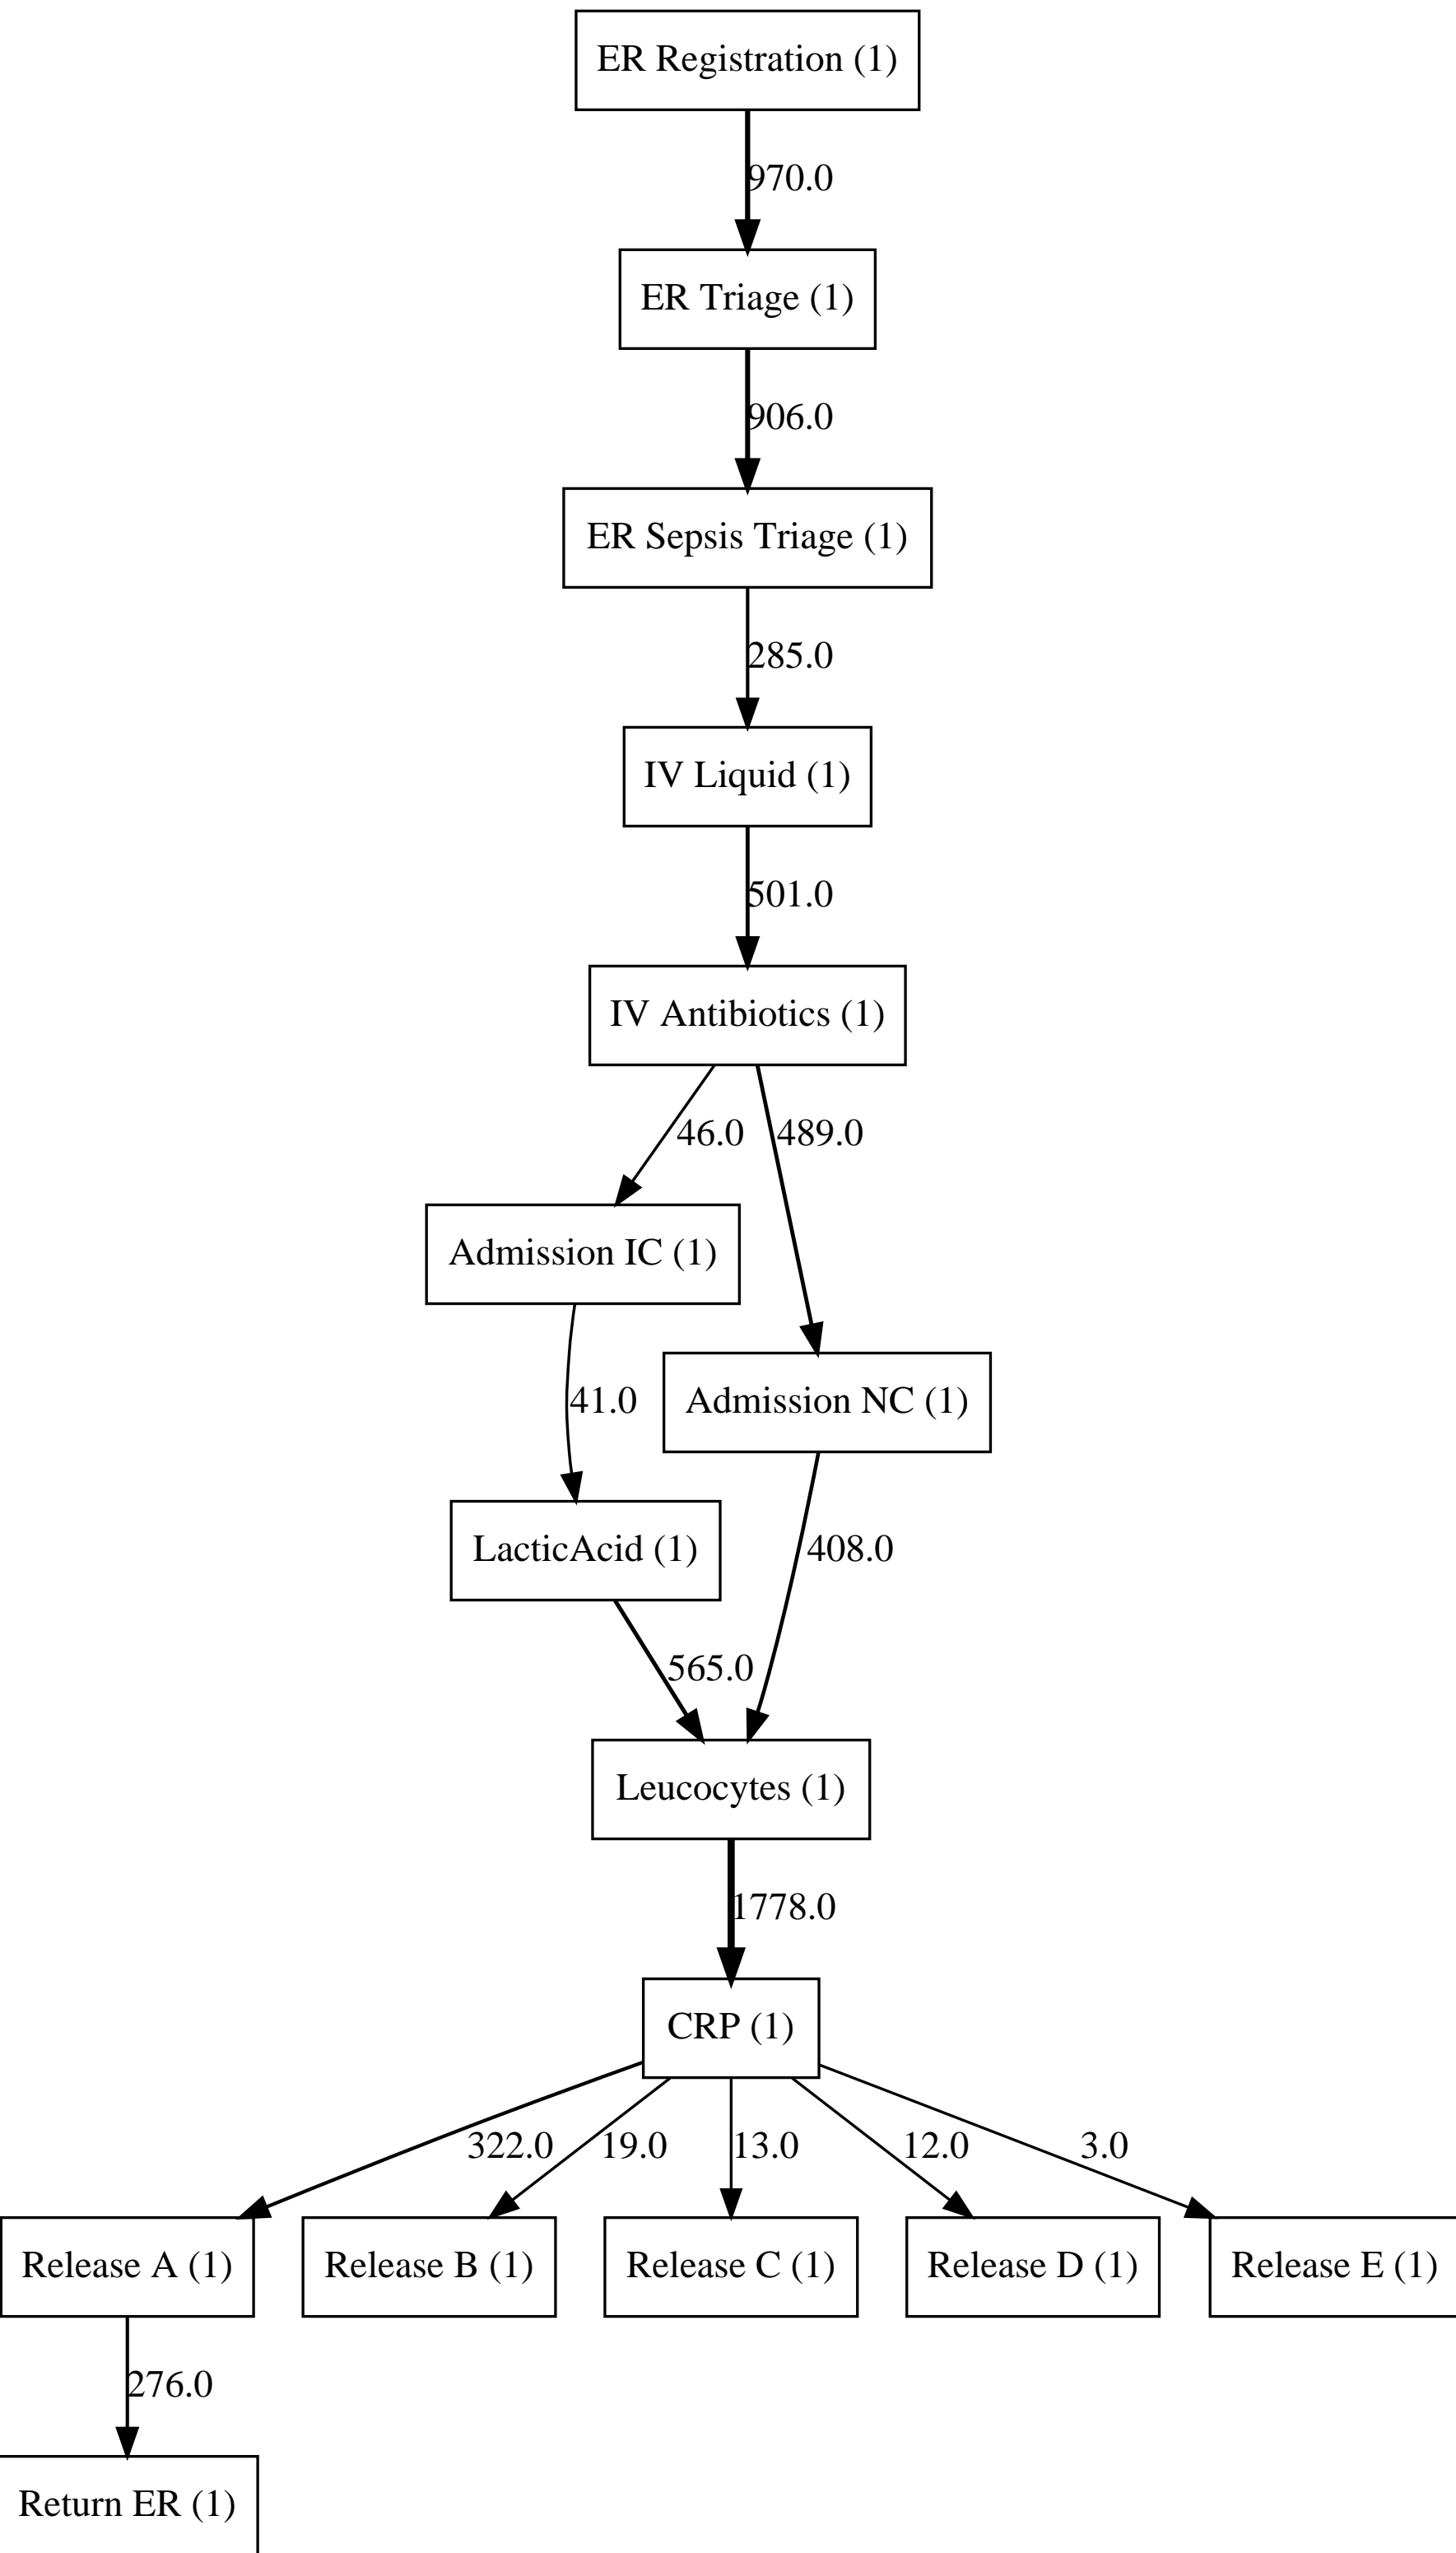 ER Registration (1)
970.0
ER Triage (1)
906.0
ER Sepsis Triage (1)
285.0
IV Liquid (1)
501.0
IV Antibiotics (1)
46.0
489.0
Admission IC (1)
41.0
Admission NC (1)
LacticAcid (1)
408.0
565.0
Leucocytes (1)
1778.0
CRP (1)
322.0
19.0
13.0
12.0
3.0
Release A (1)
Release B (1)
Release C (1)
Release D (1)
Release E (1)
276.0
Return ER (1)